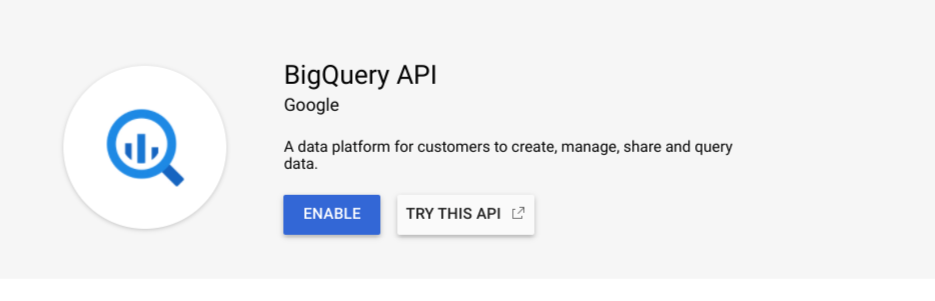 BigQuery API
Google
A data platform for customers to create, manage, share and query
data.
ENABLE
TRY THIS API